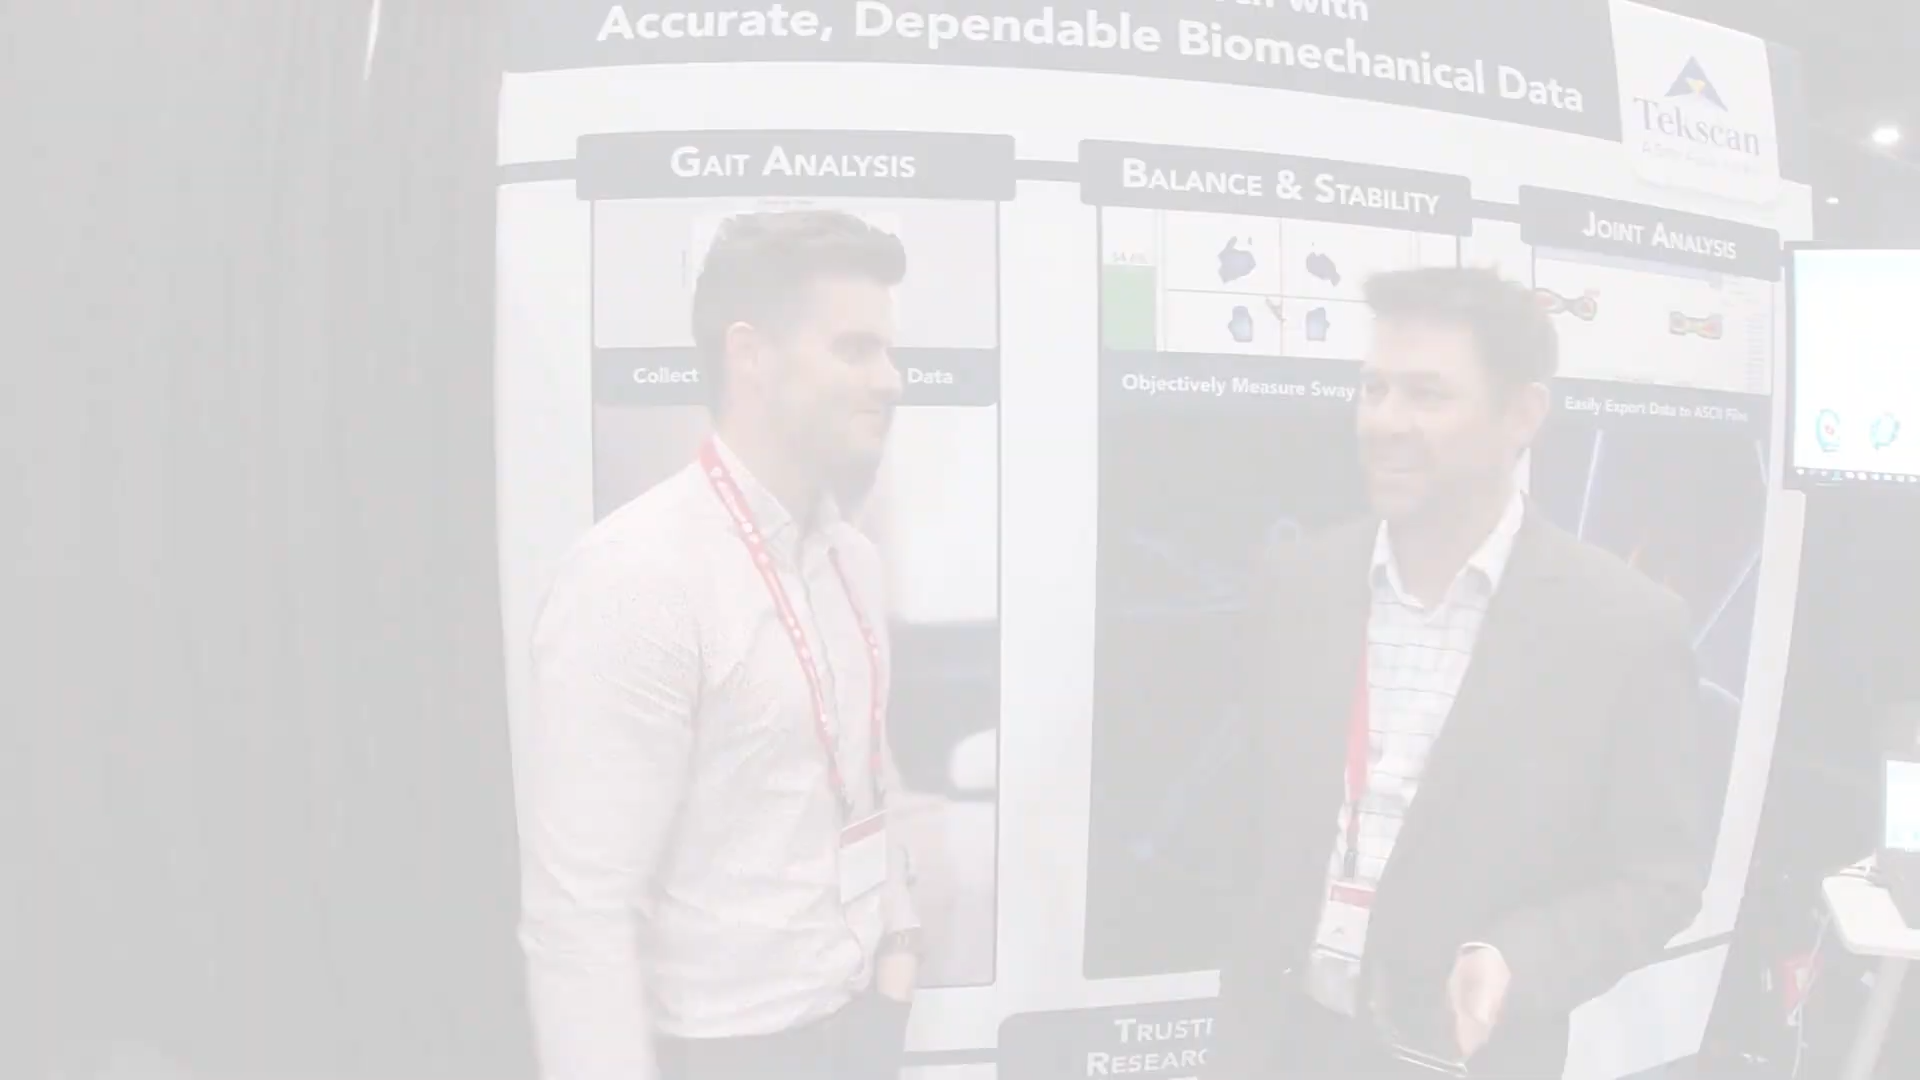 with
Accurate, Dependable Biomechanical Data
Tekscan
GAIT ANALYSIS
BALANCE & STABILITY
JOINT ANALYSIS
Collect
Data
Objectively Measure Sway
Easily Export Data to ASCII Files